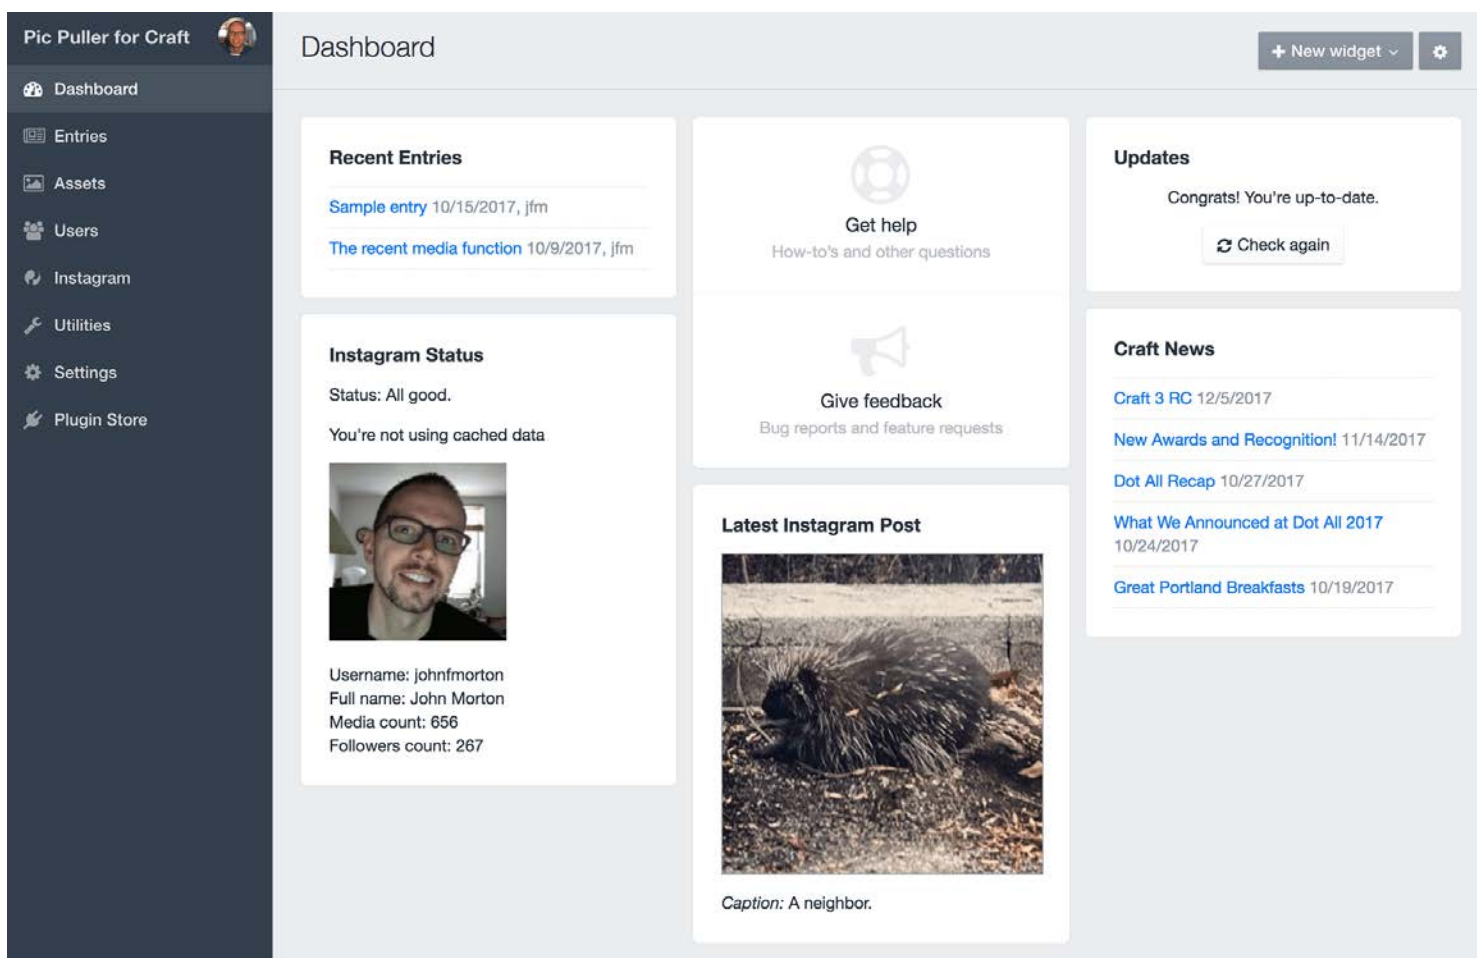 Pic Puller for Craft
Dashboard
Entries
Assets
Users
Instagram
Utilities
Settings
Plugin Store
Dashboard
New widget
Recent Entries
Sample entry 10/15/2017, jfm
The recent media function 10/9/2017, jfm
Instagram Status
Status: All good.
You're not using cached data
Username: johnfmorton
Full name: John Morton
Media count: 656
Followers count: 267
Get help
How-to's and other questions
Give feedback
Bug reports and feature requests
Latest Instagram Post
Caption: A neighbor.
Updates
Congrats! You're up-to-date.
Check again
Craft News
Craft 3 RC 12/5/2017
New Awards and Recognition! 11/14/2017
Dot All Recap 10/27/2017
What We Announced at Dot All 2017
10/24/2017
Great Portland Breakfasts 10/19/2017